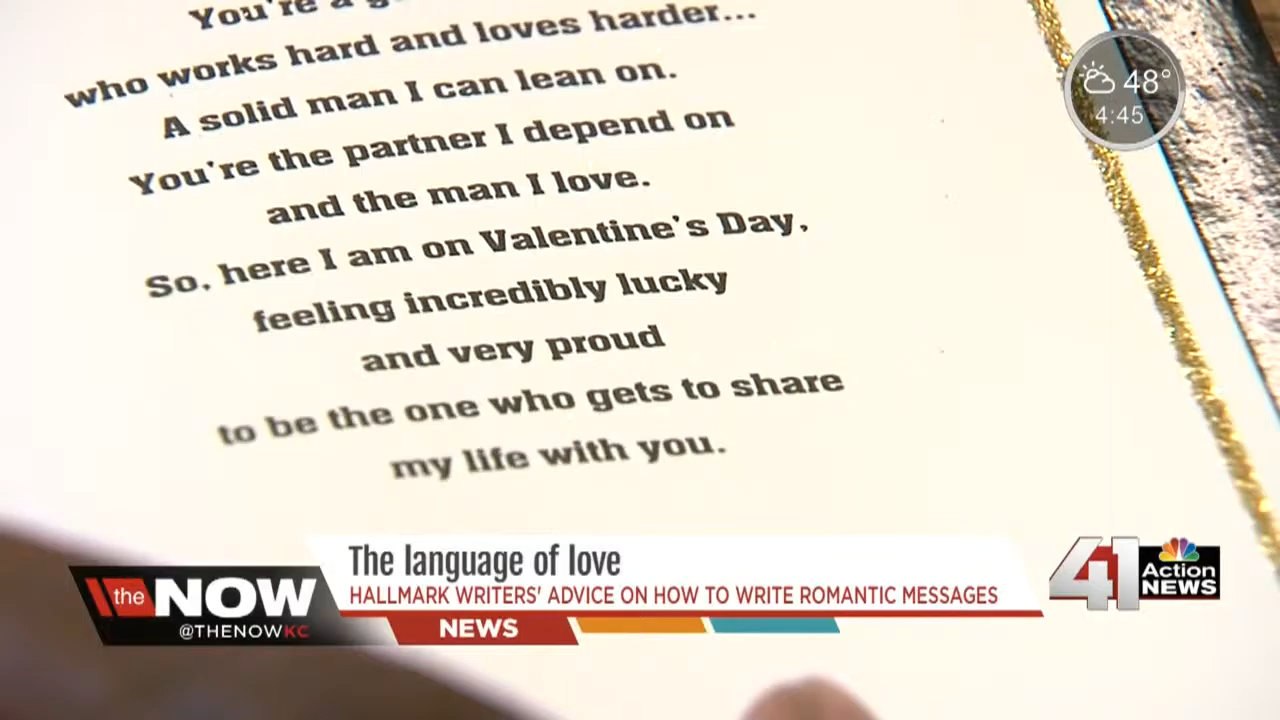 You're a
who works hard and loves harder...
A solid man I can lean on.
You're the partner I depend on
and the man I love.
So, here I am on Valentine's Day,
feeling incredibly lucky
and very proud
to be the one who gets to share
my life with you.
48°
4:45
The language of love
HALLMARK WRITERS' ADVICE ON HOW TO WRITE ROMANTIC MESSAGES
the NOW
@THENOWKC
NEWS
41
Action
NEWS